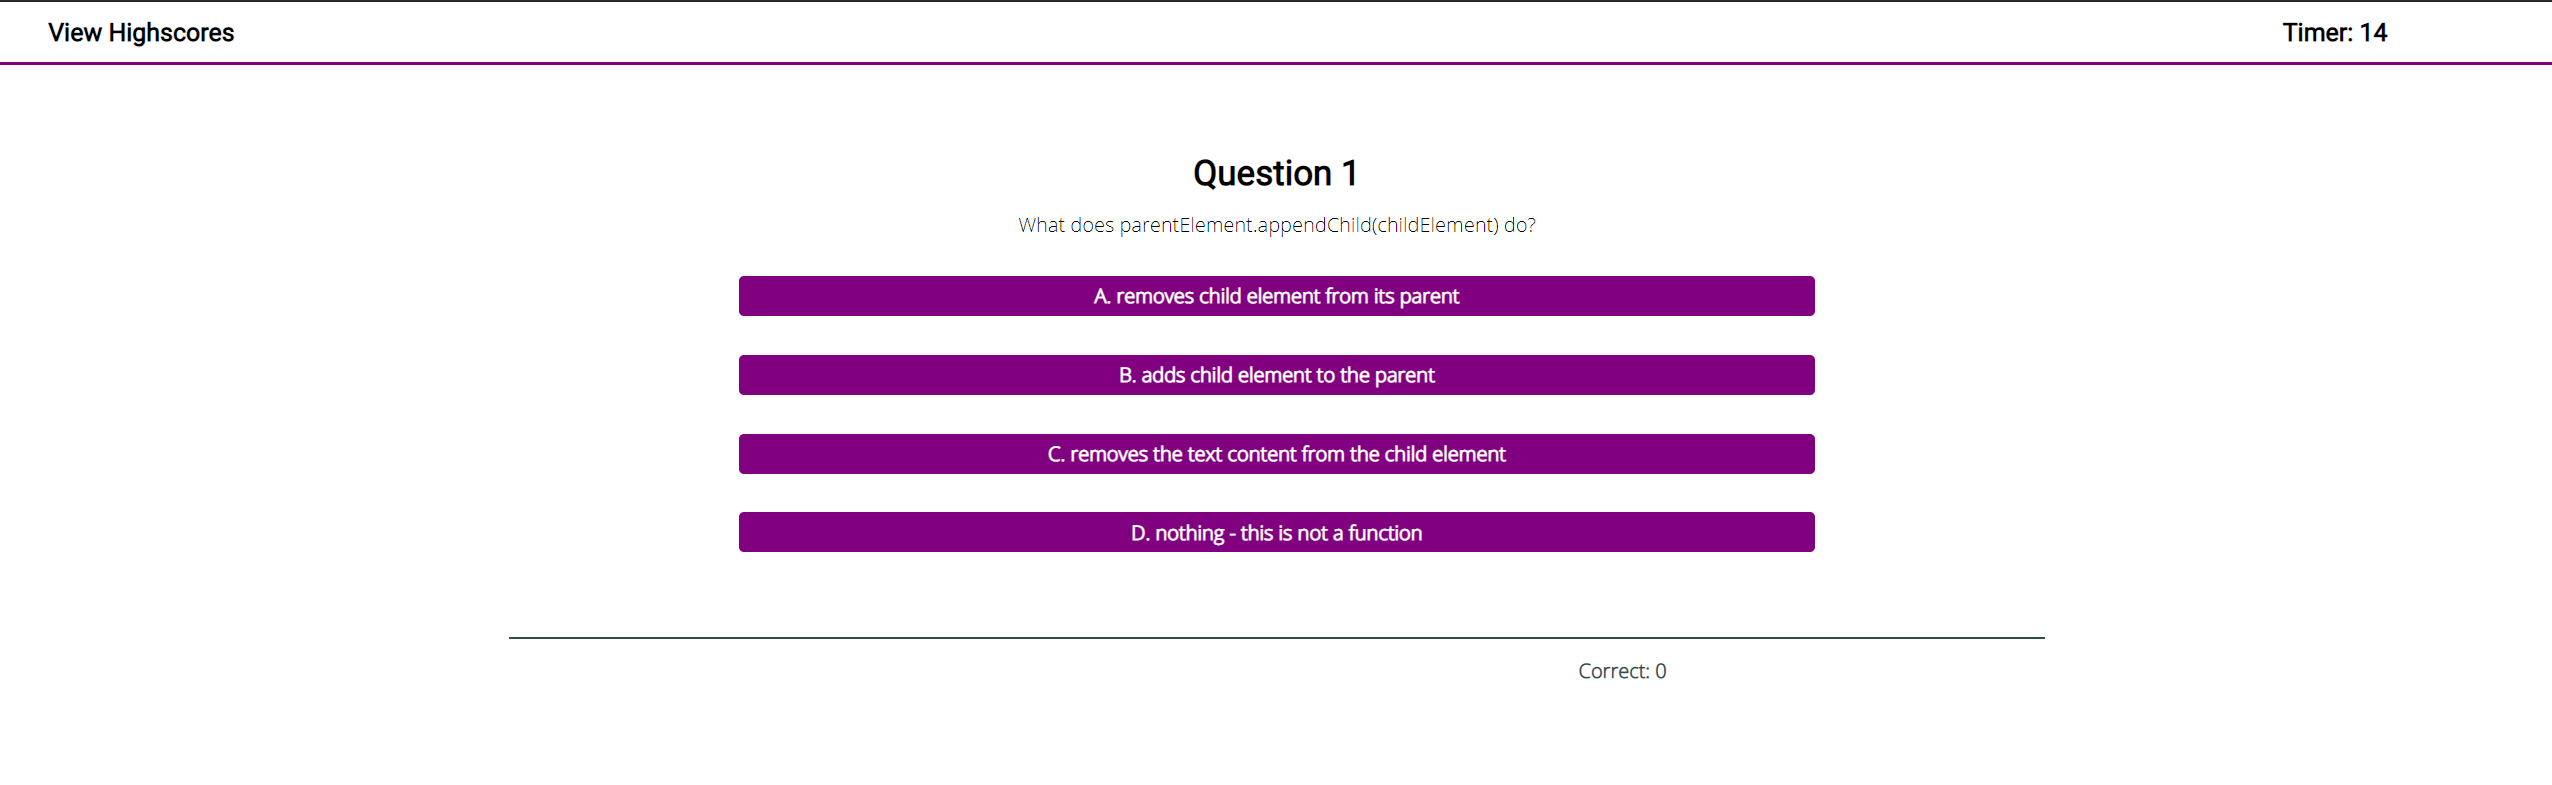 View Highscores
Timer: 14
Question 1
What does parentElement.appendChild(childElement) do?
A. removes child element from its parent
B. adds child element to the parent
C. removes the text content from the child element
D. nothing - this is not a function
Correct: 0